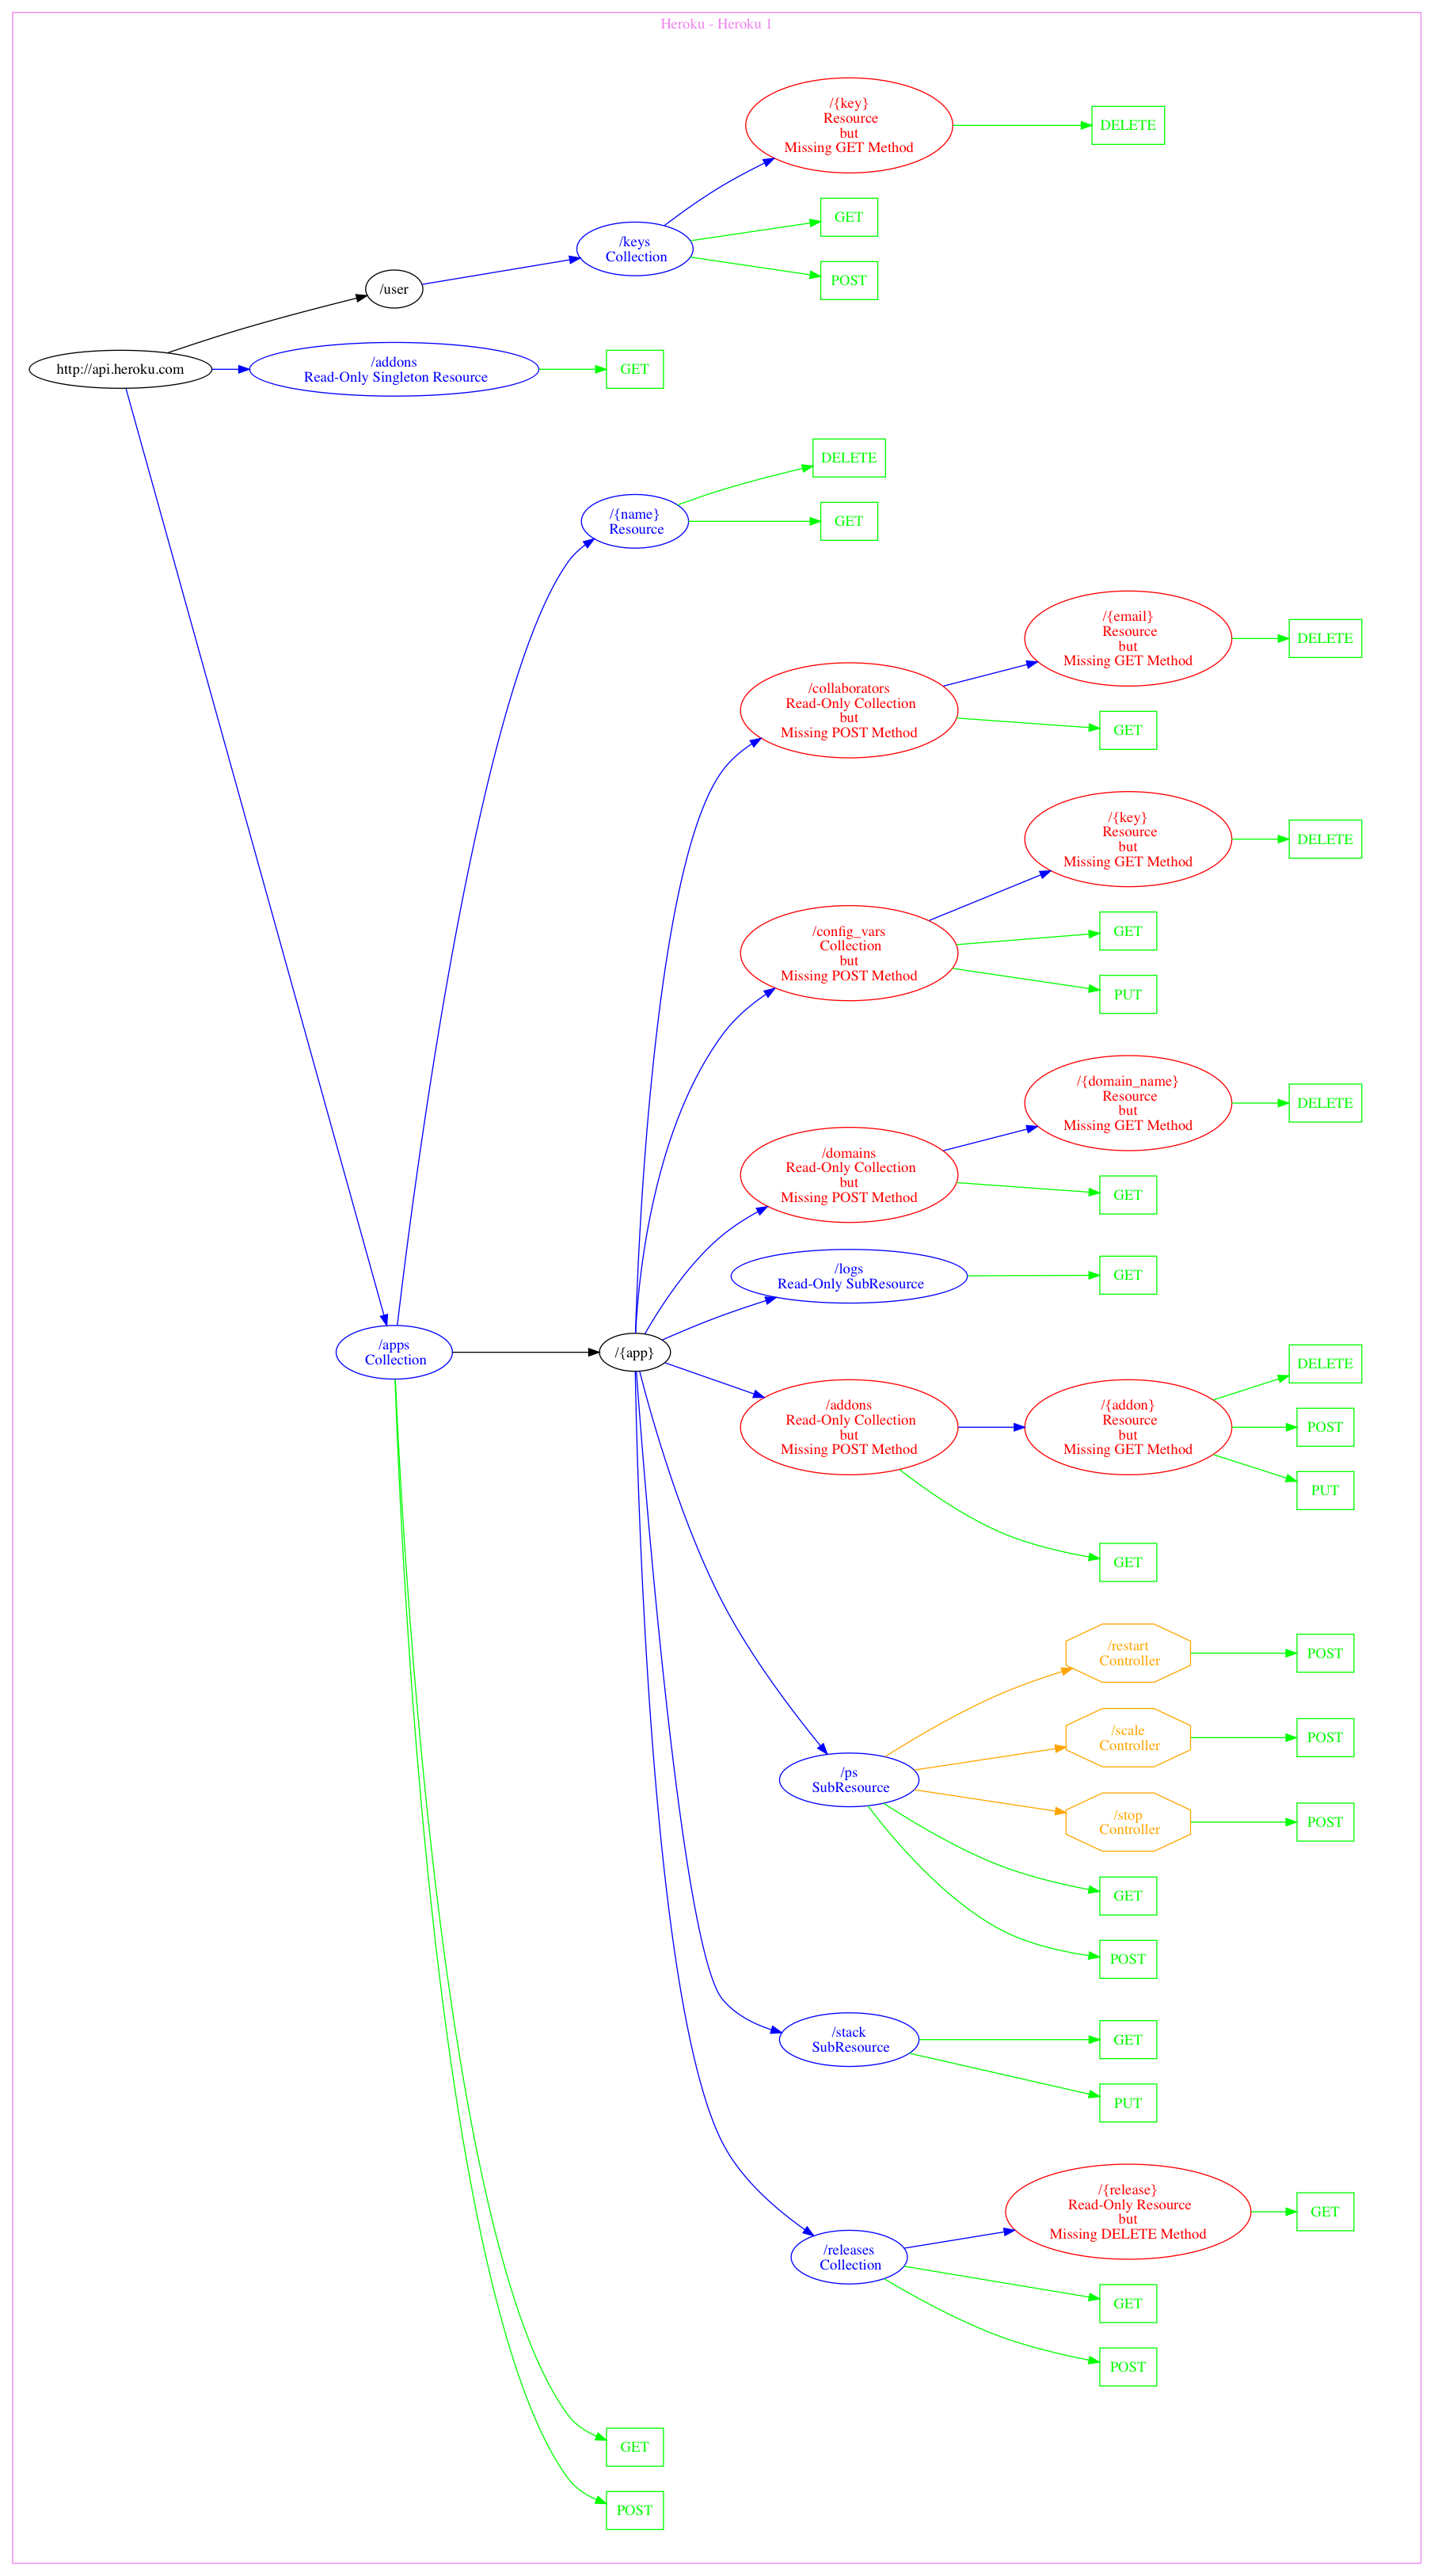 Heroku - Heroku 1
/{key}
Resource
but
Missing GET Method
DELETE
/keys
Collection
GET
POST
/user
http://api.heroku.com
/addons
Read-Only Singleton Resource
GET
/{name}
Resource
DELETE
GET
/collaborators
Read-Only Collection
but
Missing POST Method
/{email}
Resource
but
Missing GET Method
DELETE
GET
/config_vars
Collection
but
Missing POST Method
/{key}
Resource
but
Missing GET Method
DELETE
GET
PUT
/domains
Read-Only Collection
but
Missing POST Method
/{domain_name}
Resource
but
Missing GET Method
DELETE
GET
/logs
Read-Only SubResource
GET
/apps
Collection
/{app}
/addons
Read-Only Collection
but
Missing POST Method
/{addon}
Resource
but
Missing GET Method
DELETE
POST
PUT
GET
/ps
SubResource
/restart
Controller
POST
/scale
Controller
POST
/stop
Controller
POST
GET
POST
/stack
SubResource
GET
PUT
/releases
Collection
/{release}
Read-Only Resource
but
Missing DELETE Method
GET
GET
POST
GET
POST